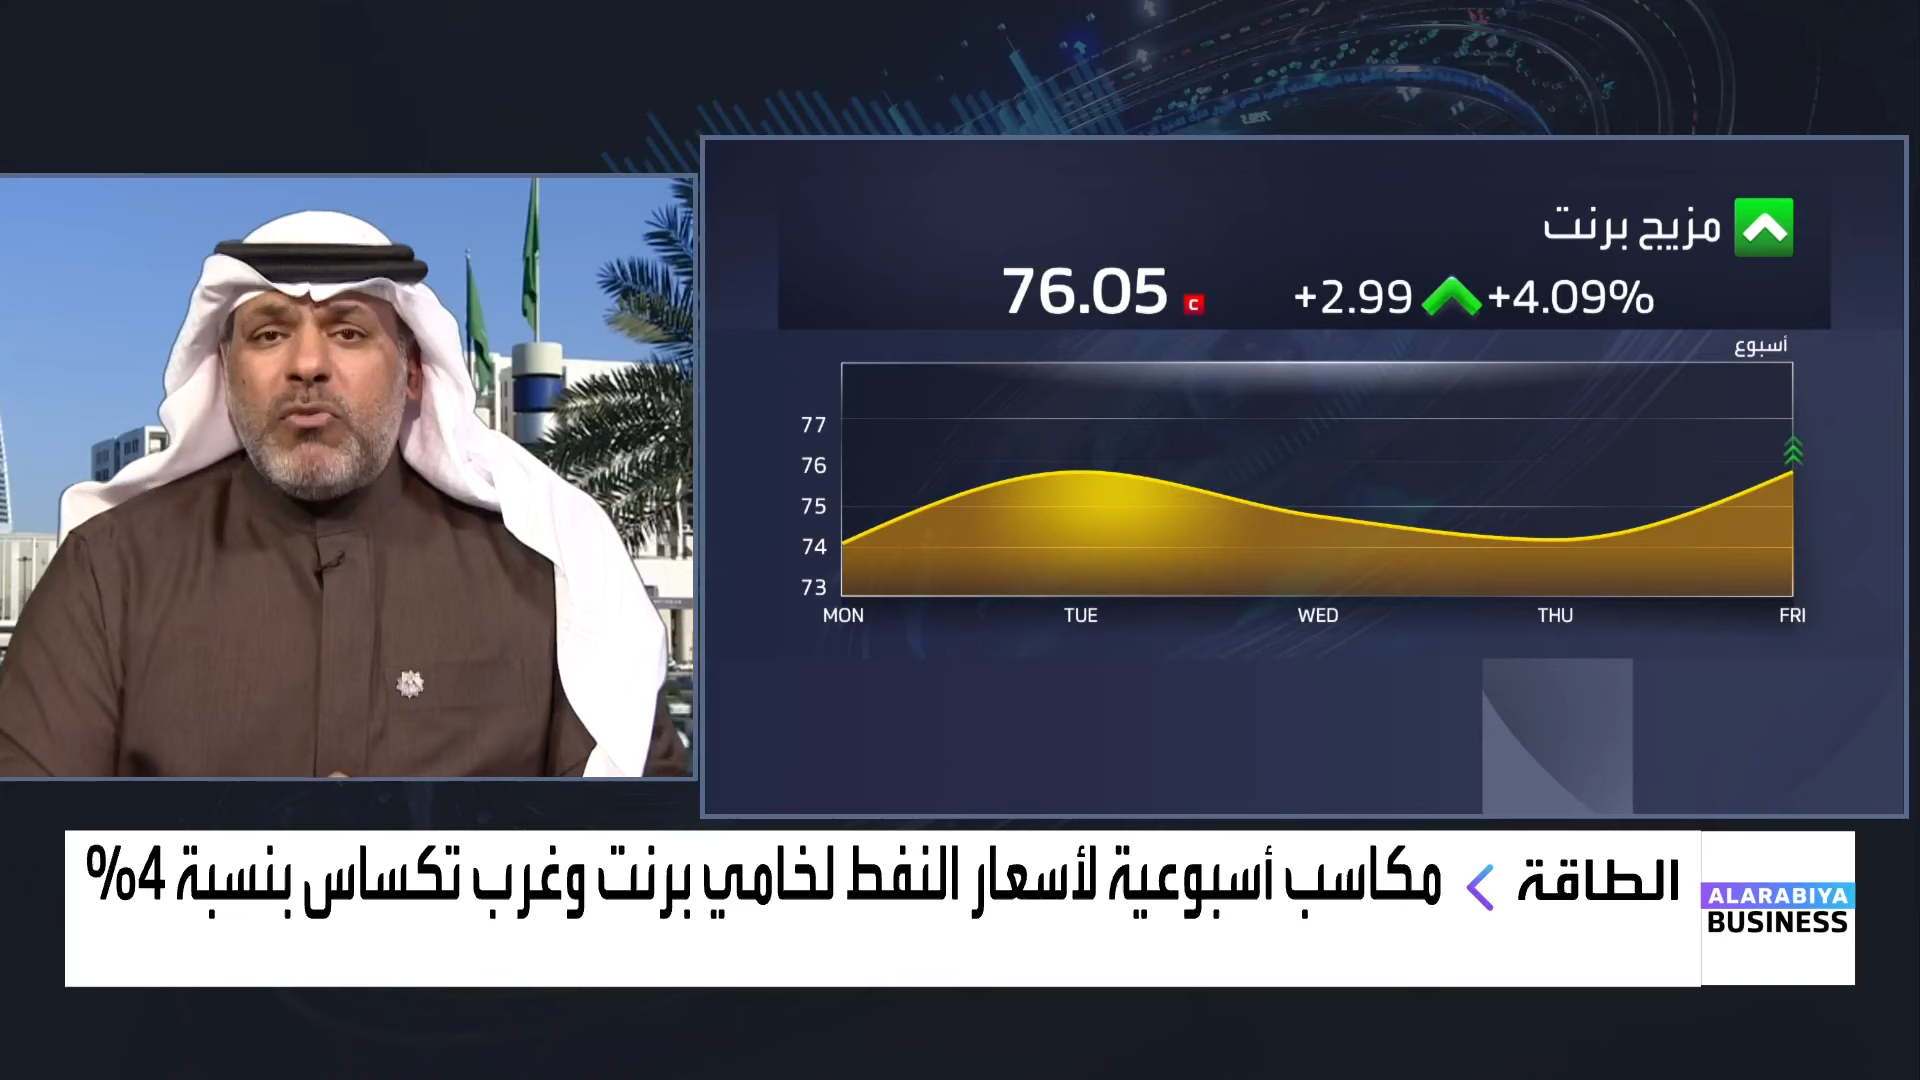 مزيج برنت
76.05 c +2.99 +4.09%
أسبوع
77
76
75
74
73
MON TUE WED THU FRI
الطاقة > مكاسب أسبوعية لأسعار النفط لخامي برنت وغرب تكساس بنسبة 4%
ALARABIYA
BUSINESS